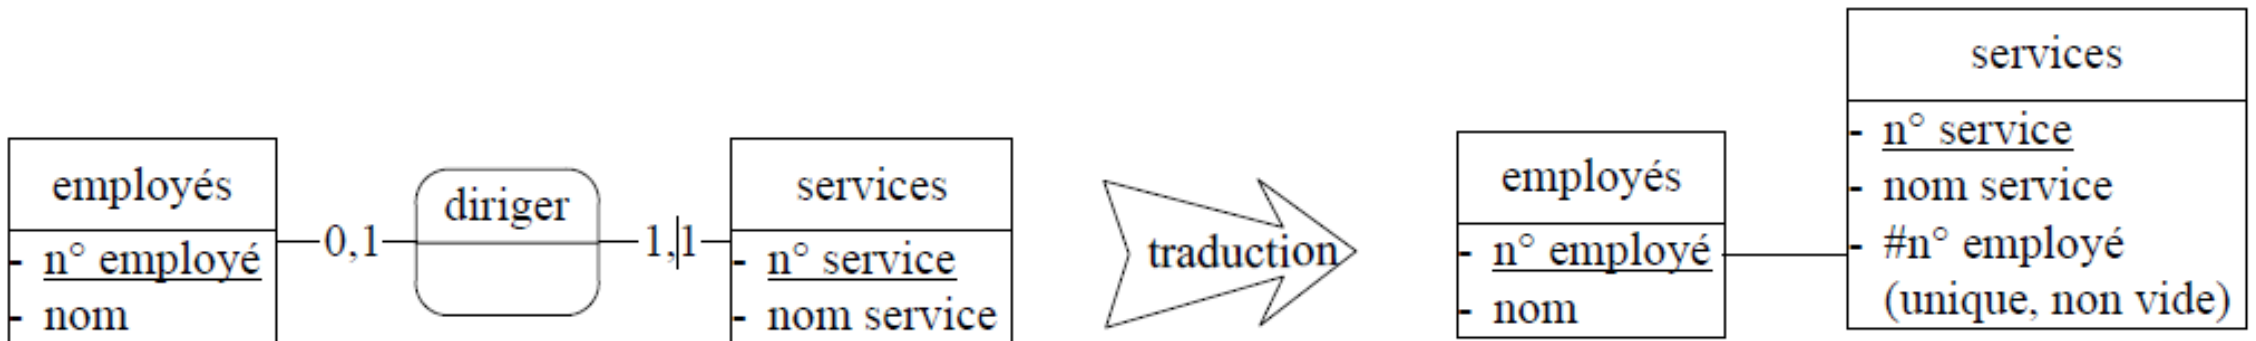 employés
- n° employé
- nom
0,1
diriger
1,1
services
- n° service
- nom service
traduction
employés
- n° employé
- nom
services
- n° service
- nom service
- #n° employé
(unique, non vide)